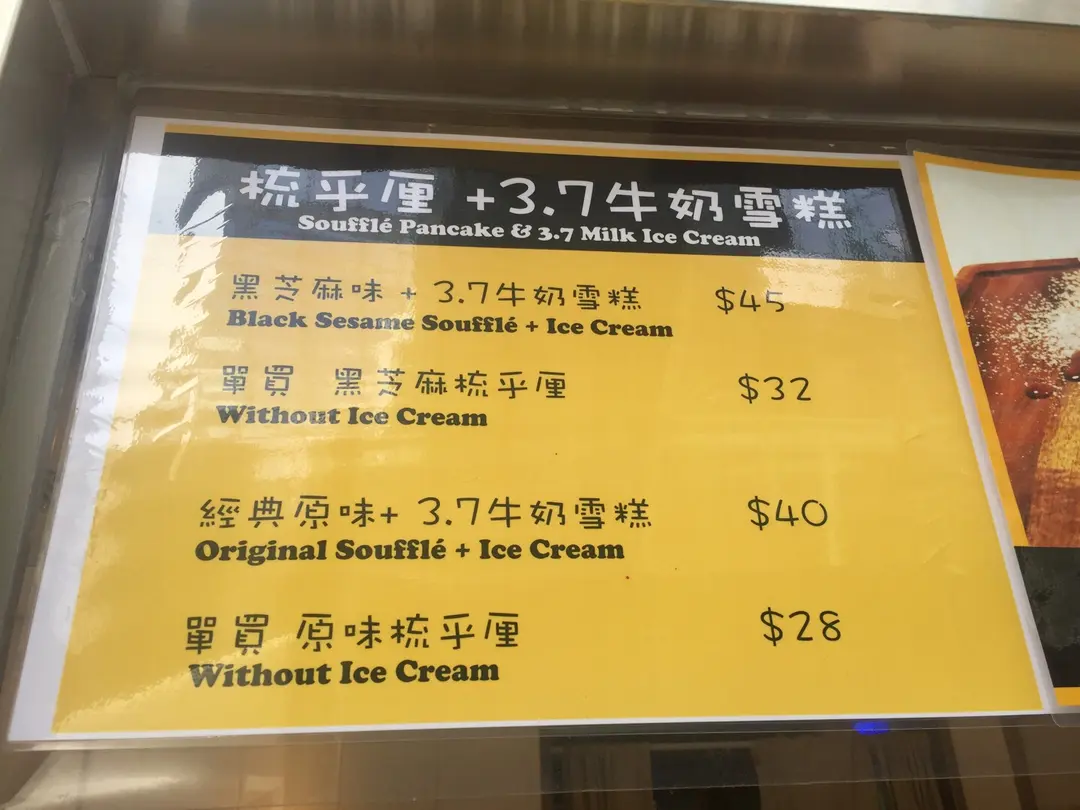 梳乎厘 +3.7牛奶雪糕
Soufflé Pancake & 3.7 Milk Ice Cream
黑芝麻味 + 3.7牛奶雪糕 $45
Black Sesame Soufflé + Ice Cream
單買 黑芝麻梳乎厘 $32
Without Ice Cream
經典原味+ 3.7牛奶雪糕 $40
Original Soufflé + Ice Cream
單買 原味梳乎厘 $28
Without Ice Cream